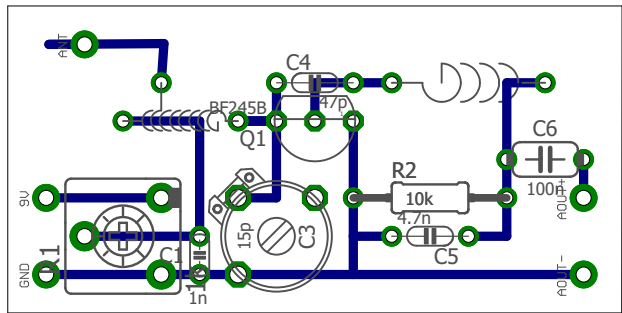 ANT
C4
47p
BF245B
Q1
C6
100n
R2
10k
4.7n
C5
AOUT+
9V
R1
15p
C3
C1
1n
GND
AOUT-